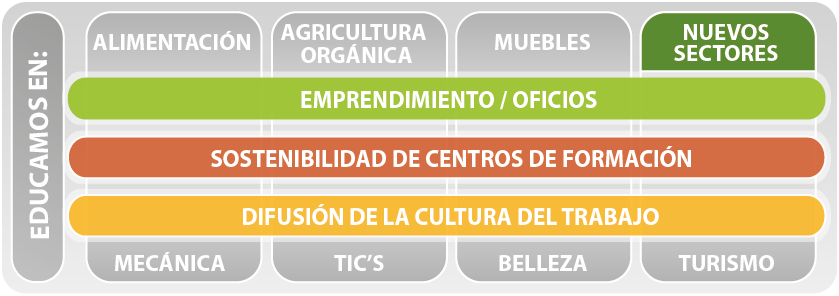 EDUCAMOS EN:
ALIMENTACIÓN
AGRICULTURA
ORGÁNICA
MUEBLES
NUEVOS
SECTORES
EMPRENDIMIENTO / OFICIOS
SOSTENIBILIDAD DE CENTROS DE FORMACIÓN
DIFUSIÓN DE LA CULTURA DEL TRABAJO
MECÁNICA
TIC'S
BELLEZA
TURISMO